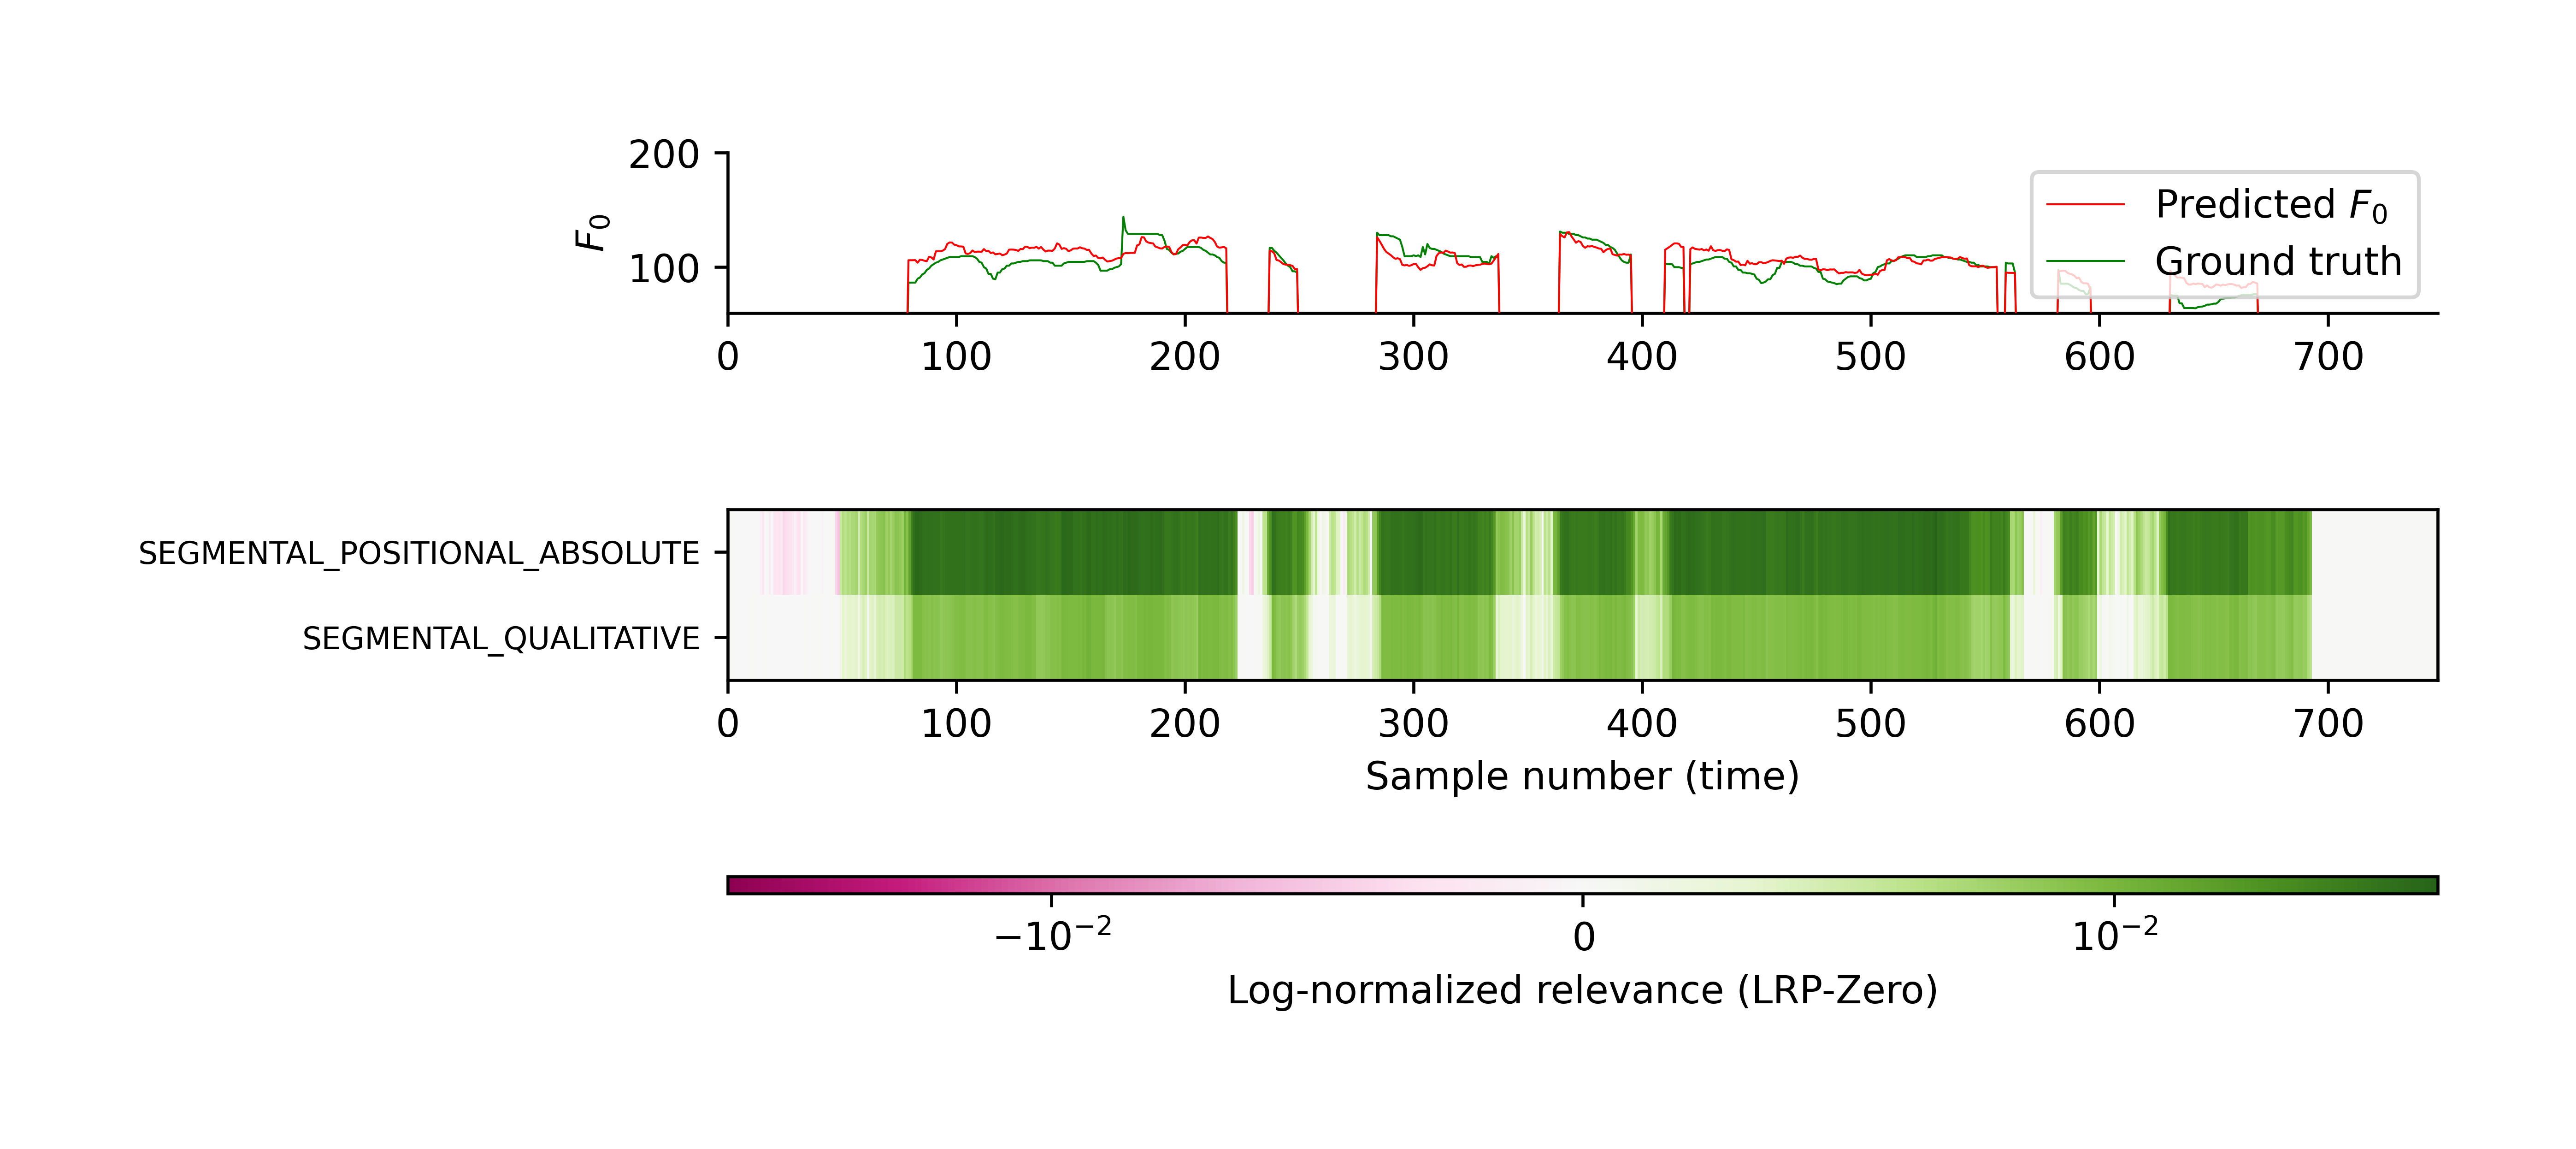 200
100
F₀
Predicted F₀
Ground truth
0 100 200 300 400 500 600 700
SEGMENTAL_POSITIONAL_ABSOLUTE
SEGMENTAL_QUALITATIVE
0 100 200 300 400 500 600 700
Sample number (time)
−10⁻² 0 10⁻²
Log-normalized relevance (LRP-Zero)